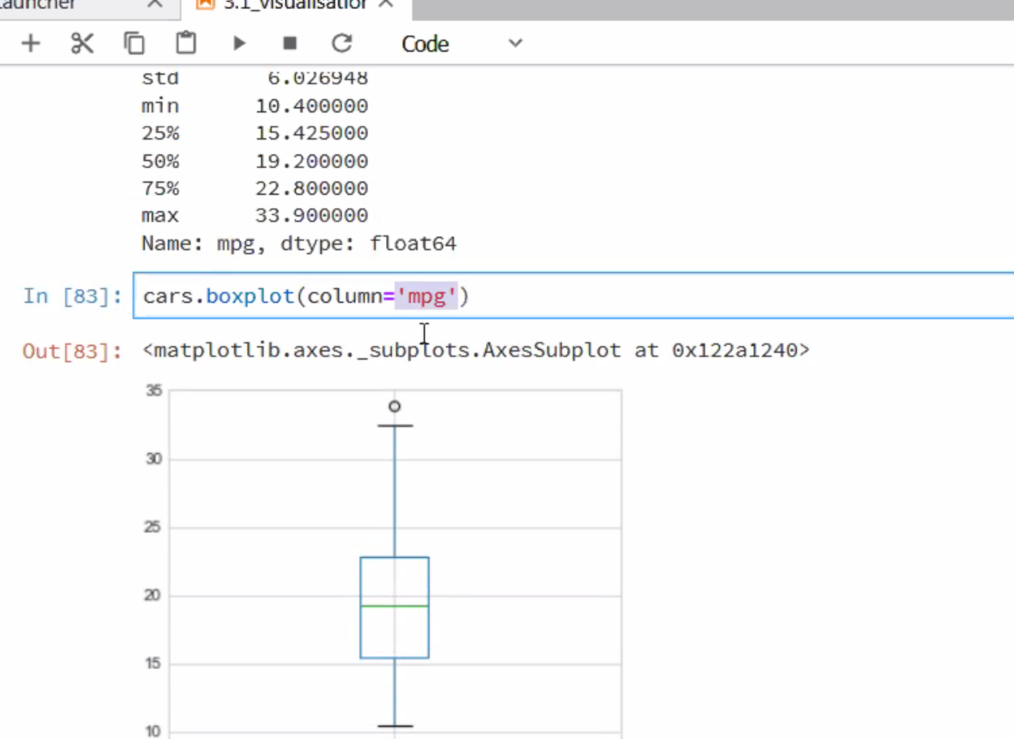 auncher
3.1_visualisation
Code
std 6.026948
min 10.400000
25% 15.425000
50% 19.200000
75% 22.800000
max 33.900000
Name: mpg, dtype: float64
In [83]: cars.boxplot(column='mpg')
Out[83]: <matplotlib.axes._subplots.AxesSubplot at 0x122a1240>
35
30
25
20
15
10